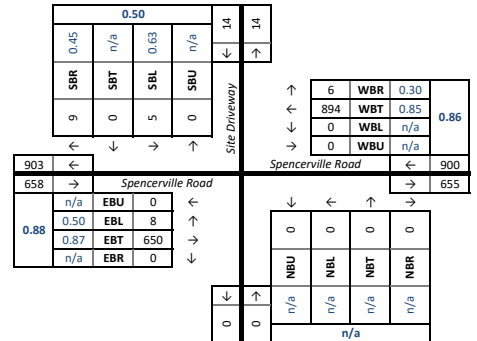 0.50
0.45 n/a 0.63 n/a
SBR SBT SBL SBU
9 0 5 0
← ↓ → ↑
14 14
↓ ↑
Site Driveway
↑ 6 WBR 0.30
← 894 WBT 0.85
↓ 0 WBL n/a
→ 0 WBU n/a
0.86
903 ←
Spencerville Road
← 900
658 →
Spencerville Road
→ 655
0.88
n/a EBU 0 ←
0.50 EBL 8 ↑
0.87 EBT 650 →
n/a EBR 0 ↓
↓ ← ↑ →
0 0 0 0
NBU NBL NBT NBR
n/a n/a n/a n/a
n/a
↓ ↑
0 0